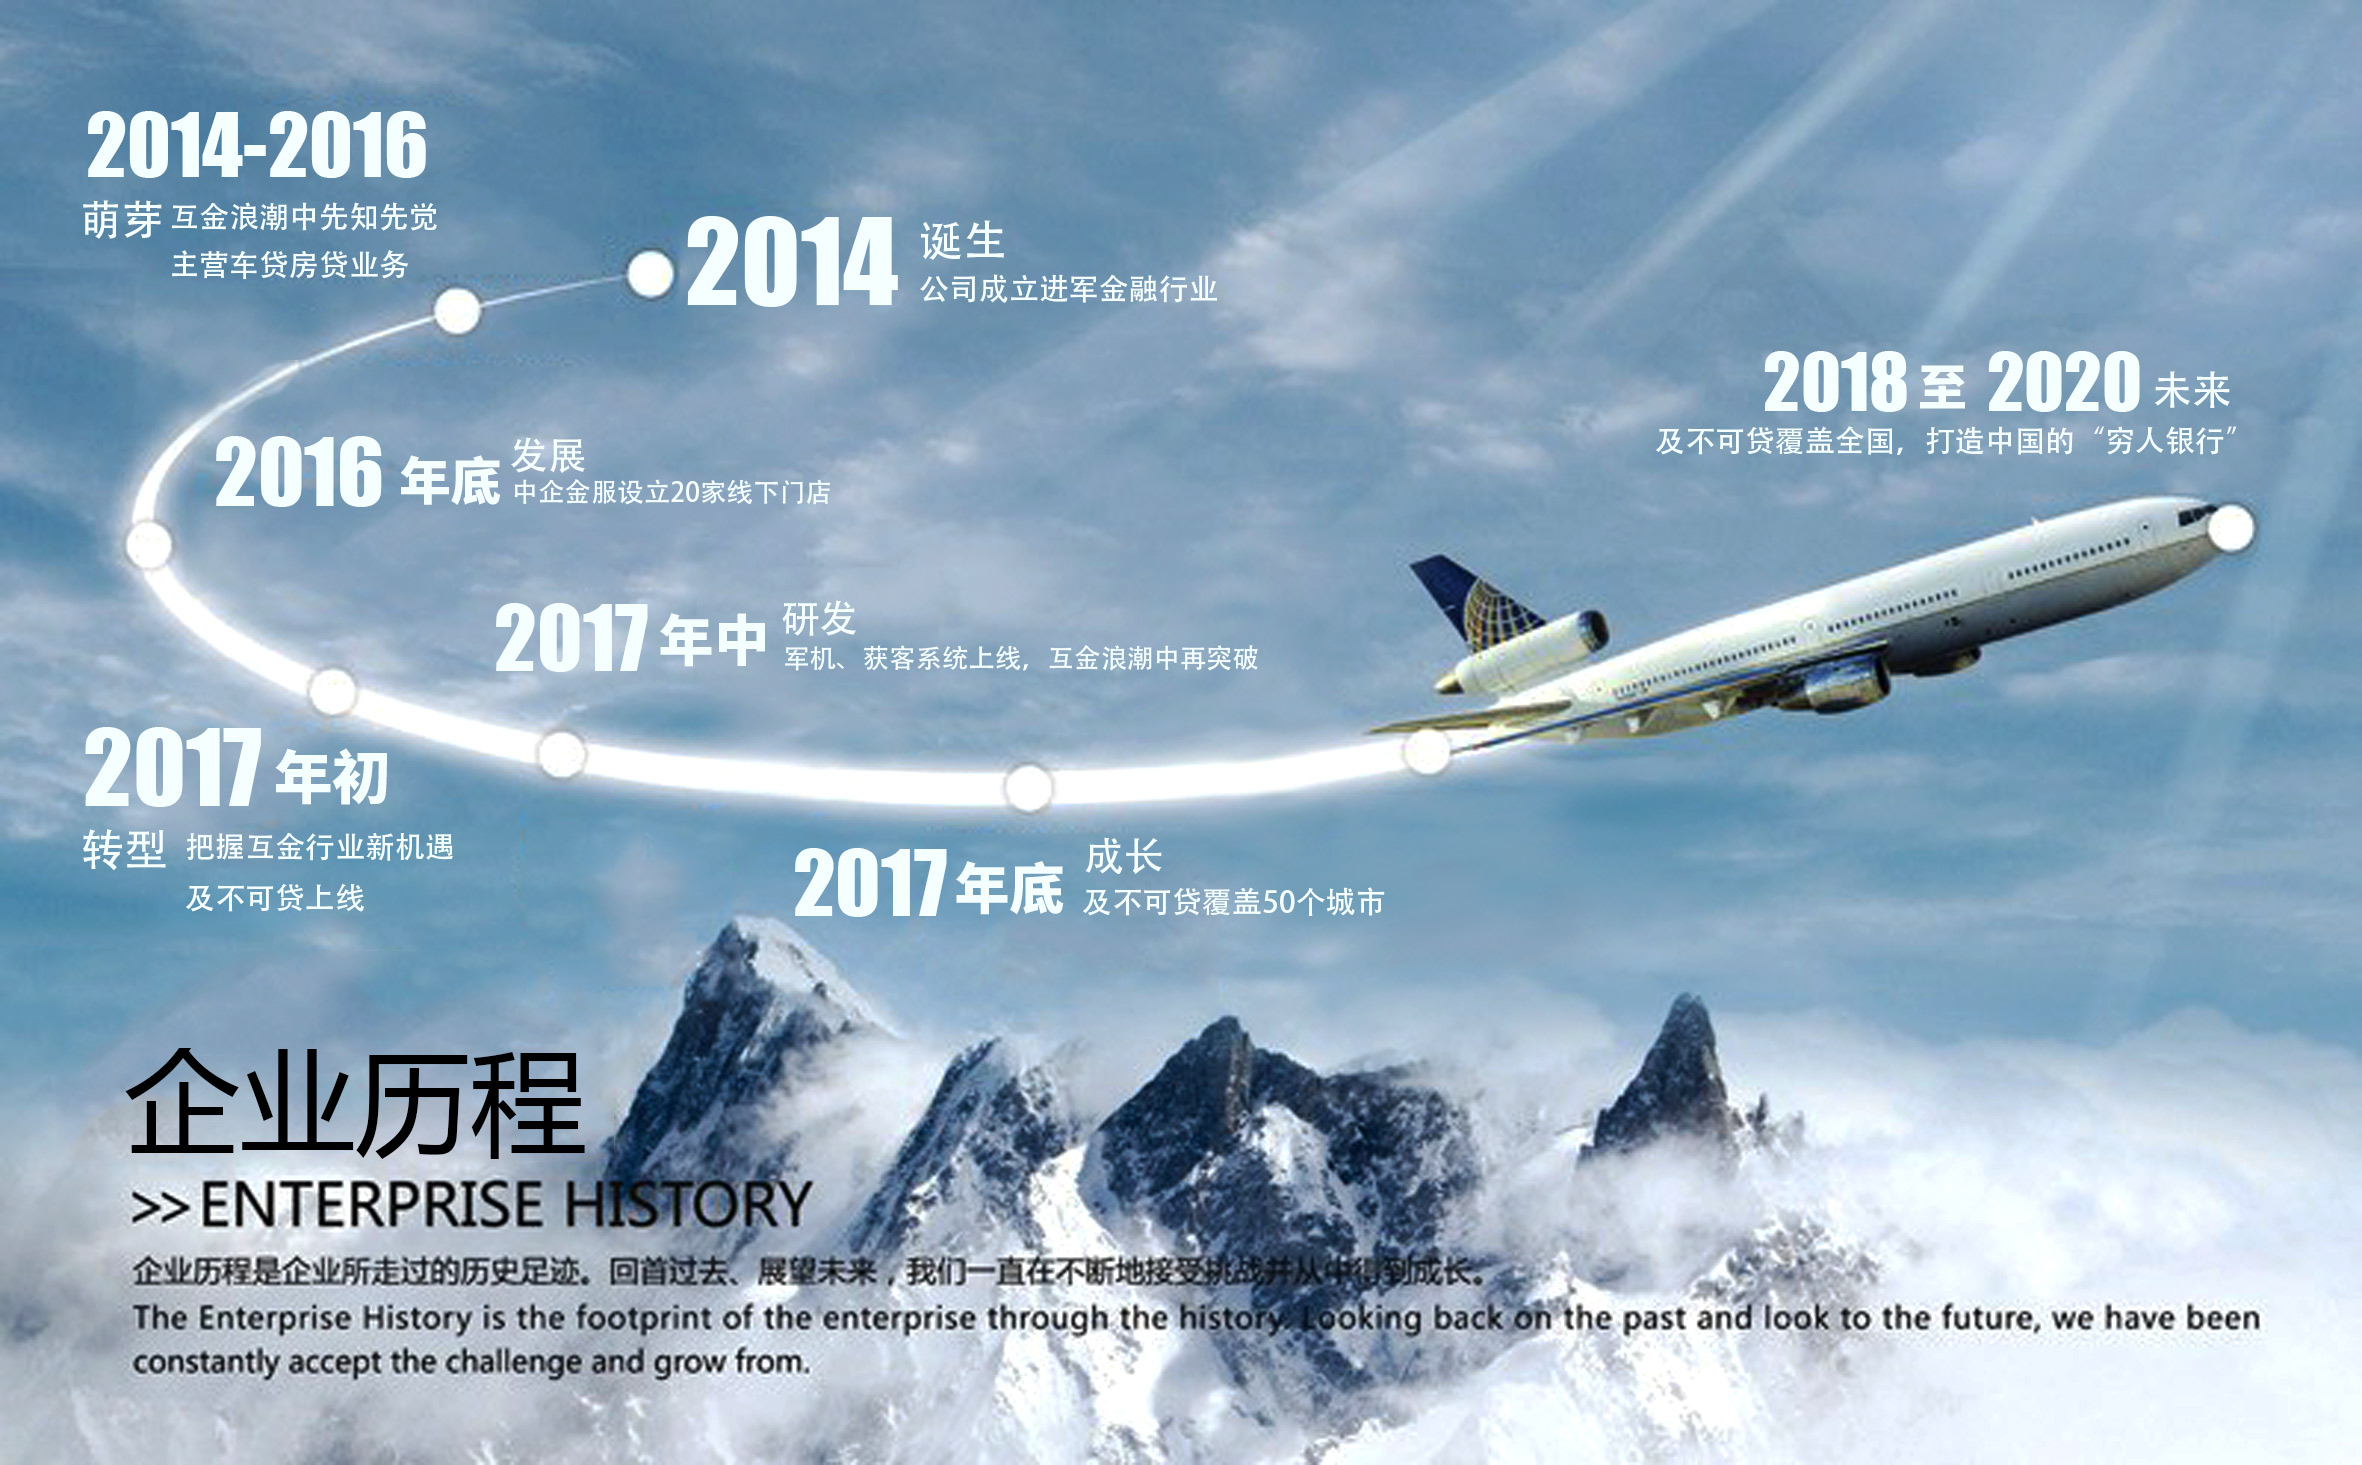 2014-2016
萌芽 互金浪潮中先知先觉
主营车贷房贷业务
2014 诞生
公司成立进军金融行业
2016 年底 发展
中企金服设立20家线下门店
2017 年初
转型 把握互金行业新机遇
及不可贷上线
2017 年中 研发
军机、获客系统上线，互金浪潮中再突破
2017 年底 成长
及不可贷覆盖50个城市
2018 至 2020 未来
及不可贷覆盖全国，打造中国的“穷人银行”
企业历程
>>ENTERPRISE HISTORY
企业历程是企业所走过的历史足迹。回首过去、展望未来，我们一直在不断地接受挑战并从中得到成长。
The Enterprise History is the footprint of the enterprise through the history. Looking back on the past and look to the future, we have been
constantly accept the challenge and grow from.